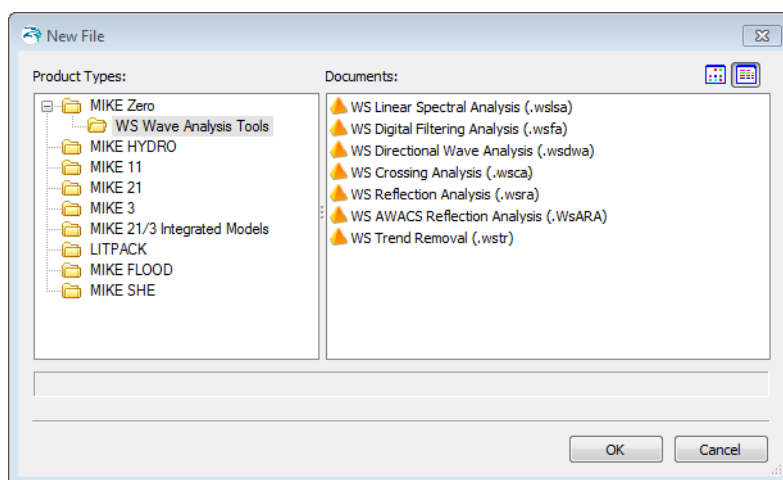 New File
Product Types:
Documents:
MIKE Zero
WS Wave Analysis Tools
MIKE HYDRO
MIKE 11
MIKE 21
MIKE 3
MIKE 21/3 Integrated Models
LITPACK
MIKE FLOOD
MIKE SHE
WS Linear Spectral Analysis (.wslsa)
WS Digital Filtering Analysis (.wsfa)
WS Directional Wave Analysis (.wsdwa)
WS Crossing Analysis (.wsca)
WS Reflection Analysis (.wsra)
WS AWACS Reflection Analysis (.WsARA)
WS Trend Removal (.wstr)
OK
Cancel